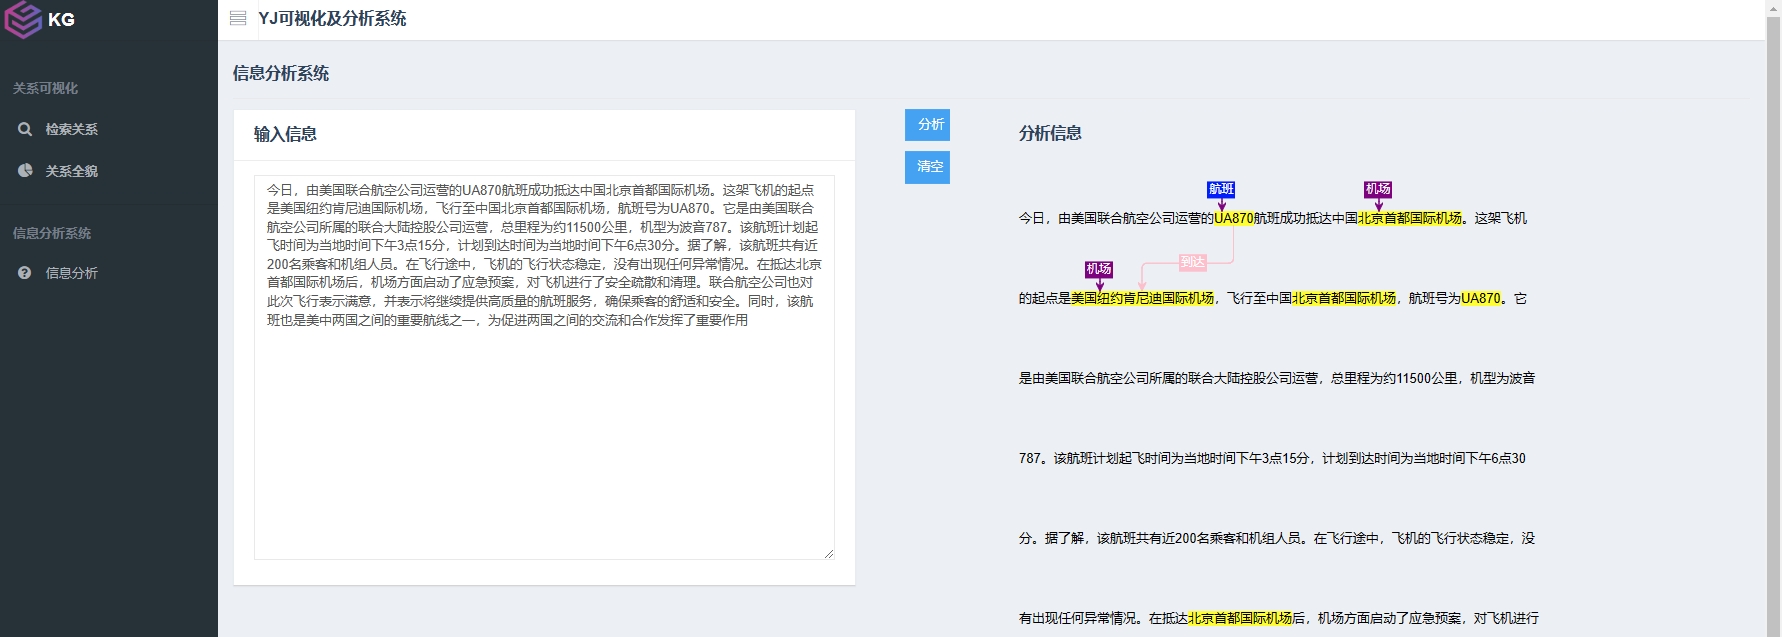 KG
YJ可视化及分析系统
关系可视化
检索关系
关系全貌
信息分析系统
信息分析
信息分析系统
输入信息
今日，由美国联合航空公司运营的UA870航班成功抵达中国北京首都国际机场。这架飞机的起点
是美国纽约肯尼迪国际机场，飞行至中国北京首都国际机场，航班号为UA870。它是由美国联合
航空公司所属的联合大陆控股公司运营，总里程为约11500公里，机型为波音787。该航班计划起
飞时间为当地时间下午3点15分，计划到达时间为当地时间下午6点30分。据了解，该航班共有近
200名乘客和机组人员。在飞行途中，飞机的飞行状态稳定，没有出现任何异常情况。在抵达北京
首都国际机场后，机场方面启动了应急预案，对飞机进行了安全疏散和清理。联合航空公司也对
此次飞行表示满意，并表示将继续提供高质量的航班服务，确保乘客的舒适和安全。同时，该航
班也是美中两国之间的重要航线之一，为促进两国之间的交流和合作发挥了重要作用
分析
清空
分析信息
航班 机场
今日，由美国联合航空公司运营的UA870航班成功抵达中国北京首都国际机场。这架飞机
到达
机场
的起点是美国纽约肯尼迪国际机场，飞行至中国北京首都国际机场，航班号为UA870。它
是由美国联合航空公司所属的联合大陆控股公司运营，总里程为约11500公里，机型为波音
787。该航班计划起飞时间为当地时间下午3点15分，计划到达时间为当地时间下午6点30
分。据了解，该航班共有近200名乘客和机组人员。在飞行途中，飞机的飞行状态稳定，没
有出现任何异常情况。在抵达北京首都国际机场后，机场方面启动了应急预案，对飞机进行